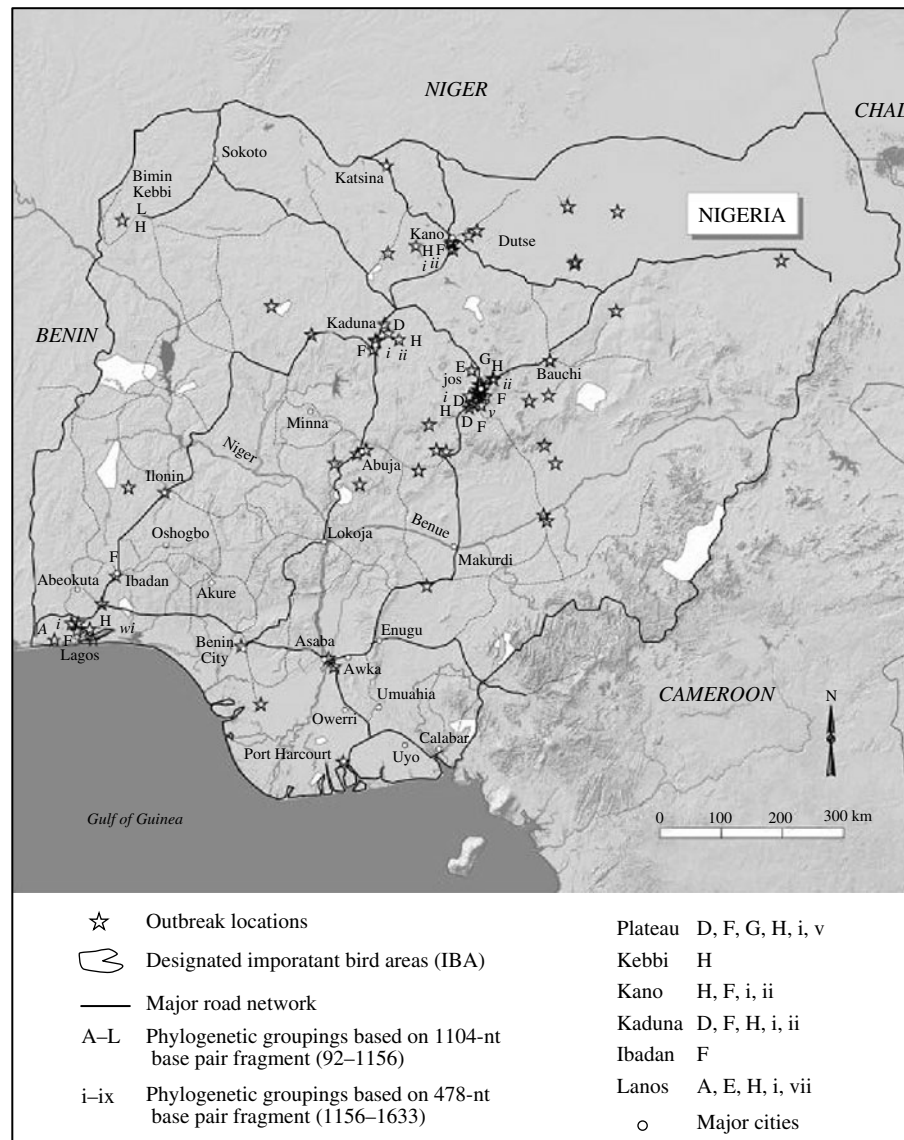 NIGER
CHAD
Sokoto
Bimin
Kebbi
L
H
Katsina
NIGERIA
Kano
H F
i ii
Dutse
BENIN
Kaduna
D
H
F i ii
E G H
jos ii
Bauchi
i D F
H v
D F
Minna
Niger
Abuja
Ilonin
Oshogbo
Lokoja
Benue
Makurdi
F
Ibadan
Abeokuta
Akure
A i H wi
F
Lagos
Benin
City
Asaba
Enugu
Awka
Umuahia
Owerri
CAMEROON
N
Port Harcourt
Uyo
Calabar
Gulf of Guinea
0 100 200 300 km
Outbreak locations
Designated imporatant bird areas (IBA)
Major road network
A–L Phylogenetic groupings based on 1104-nt
base pair fragment (92–1156)
i–ix Phylogenetic groupings based on 478-nt
base pair fragment (1156–1633)
Plateau D, F, G, H, i, v
Kebbi H
Kano H, F, i, ii
Kaduna D, F, H, i, ii
Ibadan F
Lanos A, E, H, i, vii
Major cities